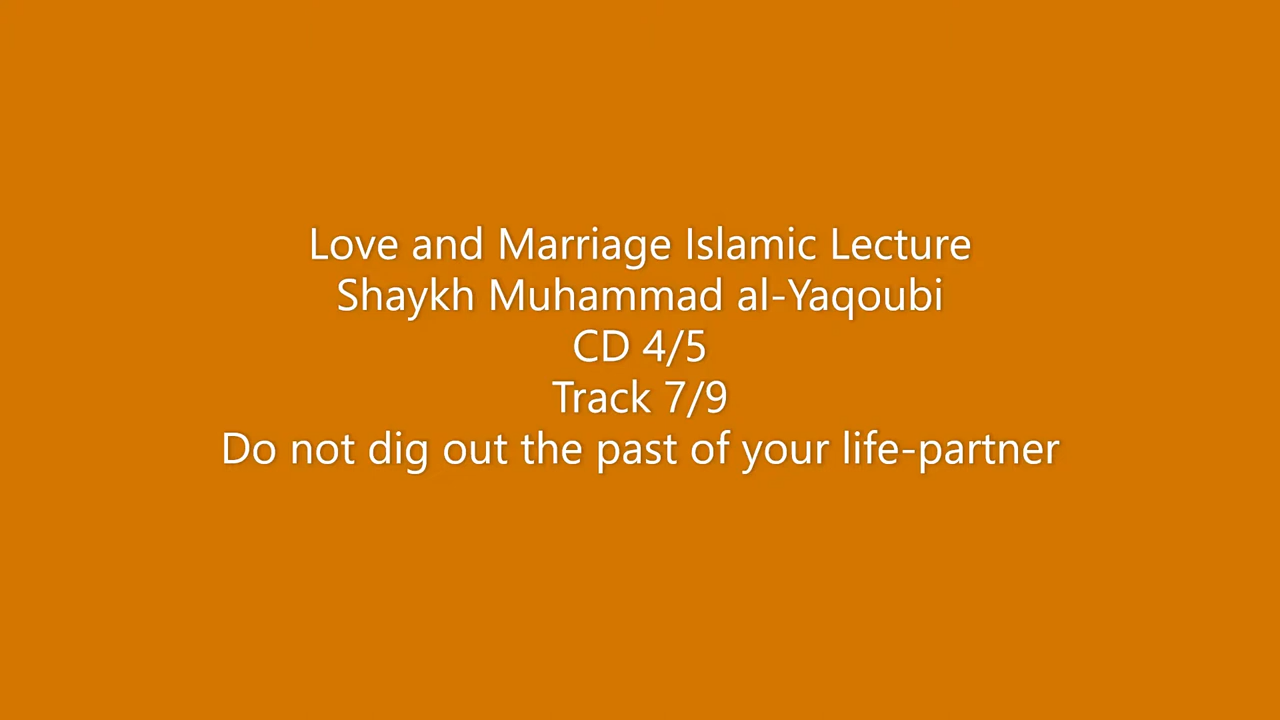 Love and Marriage Islamic Lecture
Shaykh Muhammad al-Yaqoubi
CD 4/5
Track 7/9
Do not dig out the past of your life-partner